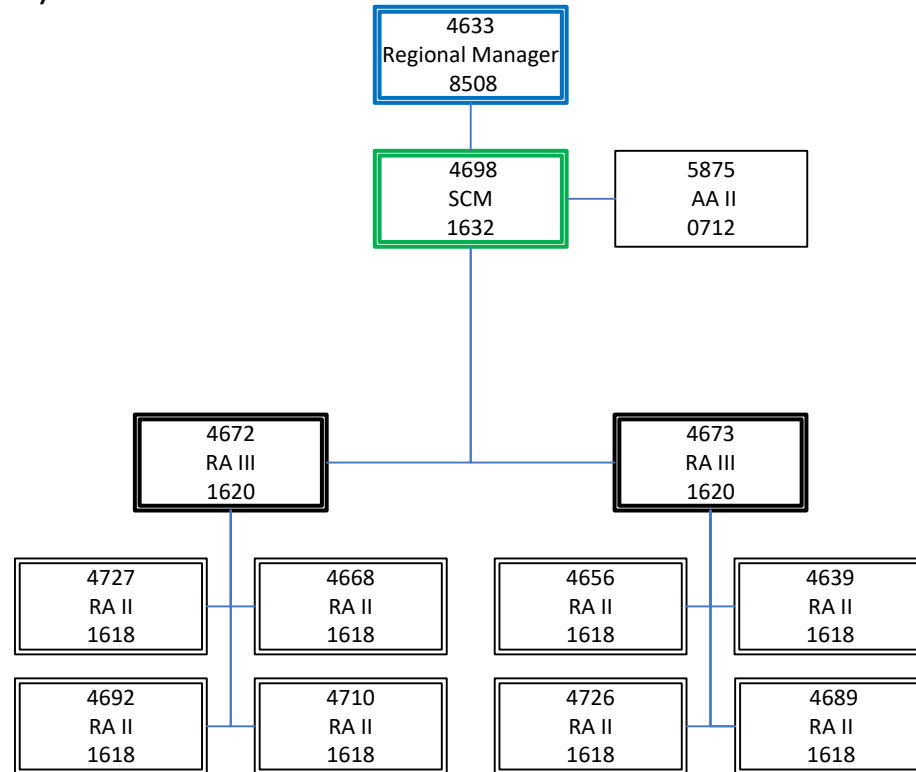 4633
Regional Manager
8508
4698
SCM
1632
5875
AA II
0712
4672
RA III
1620
4673
RA III
1620
4727
RA II
1618
4668
RA II
1618
4656
RA II
1618
4639
RA II
1618
4692
RA II
1618
4710
RA II
1618
4726
RA II
1618
4689
RA II
1618